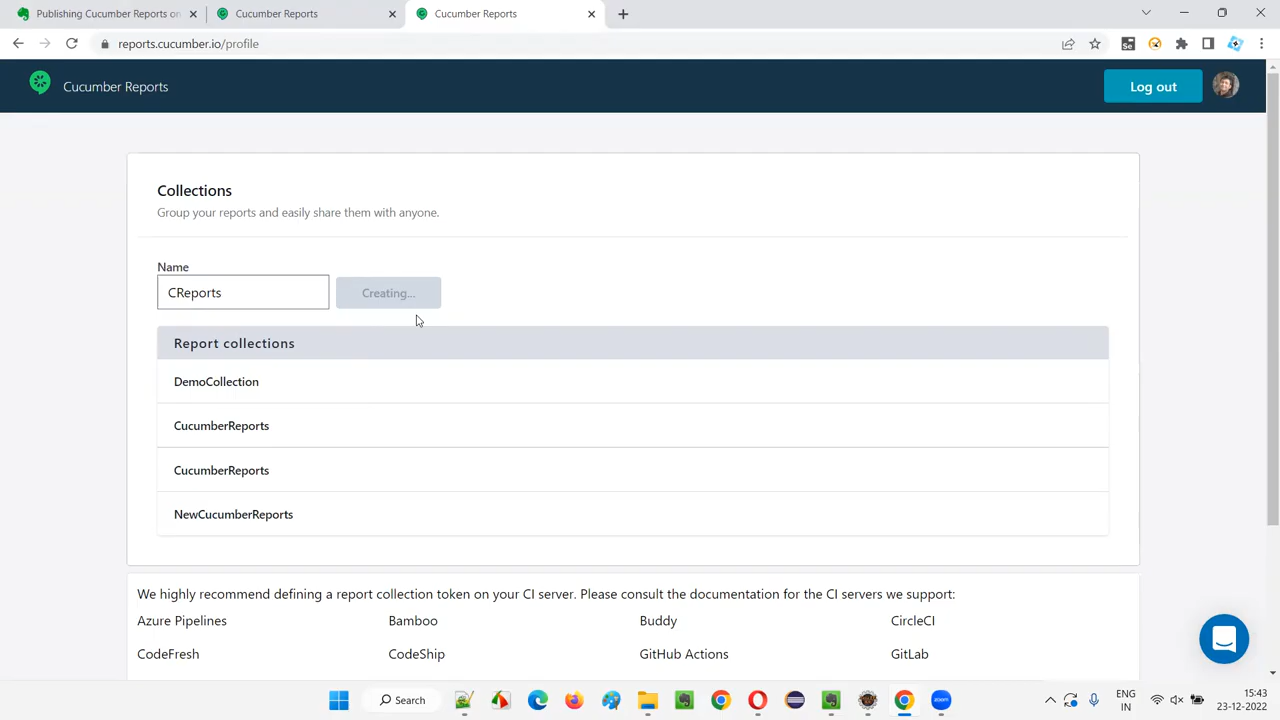 Publishing Cucumber Reports on
Cucumber Reports
Cucumber Reports
reports.cucumber.io/profile
Cucumber Reports
Log out
Collections
Group your reports and easily share them with anyone.
Name
CReports
Creating...
Report collections
DemoCollection
CucumberReports
CucumberReports
NewCucumberReports
We highly recommend defining a report collection token on your CI server. Please consult the documentation for the CI servers we support:
Azure Pipelines
Bamboo
Buddy
CircleCI
CodeFresh
CodeShip
GitHub Actions
GitLab
Search
zoom
ENG
IN
15:43
23-12-2022